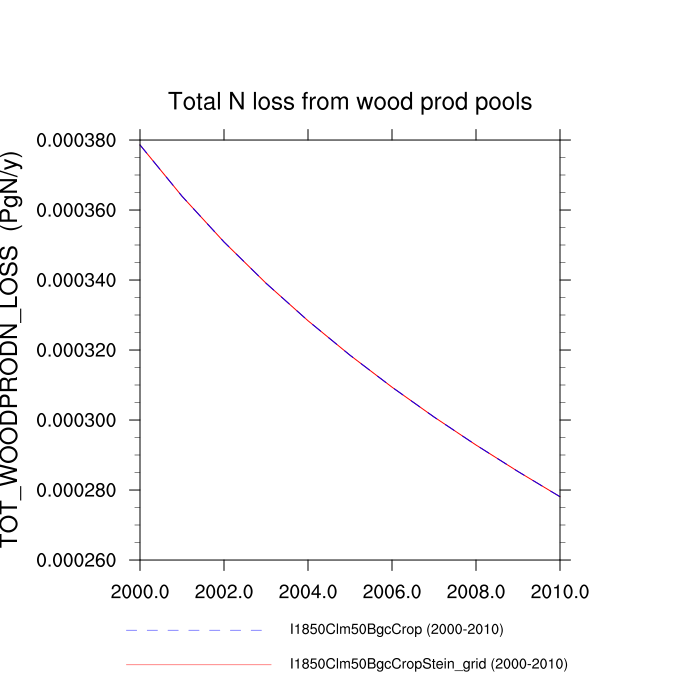 Total N loss from wood prod pools
TOT_WOODPRODN_LOSS (PgN/y)
0.000380
0.000360
0.000340
0.000320
0.000300
0.000280
0.000260
2000.0 2002.0 2004.0 2006.0 2008.0 2010.0
I1850Clm50BgcCrop (2000-2010)
I1850Clm50BgcCropStein_grid (2000-2010)